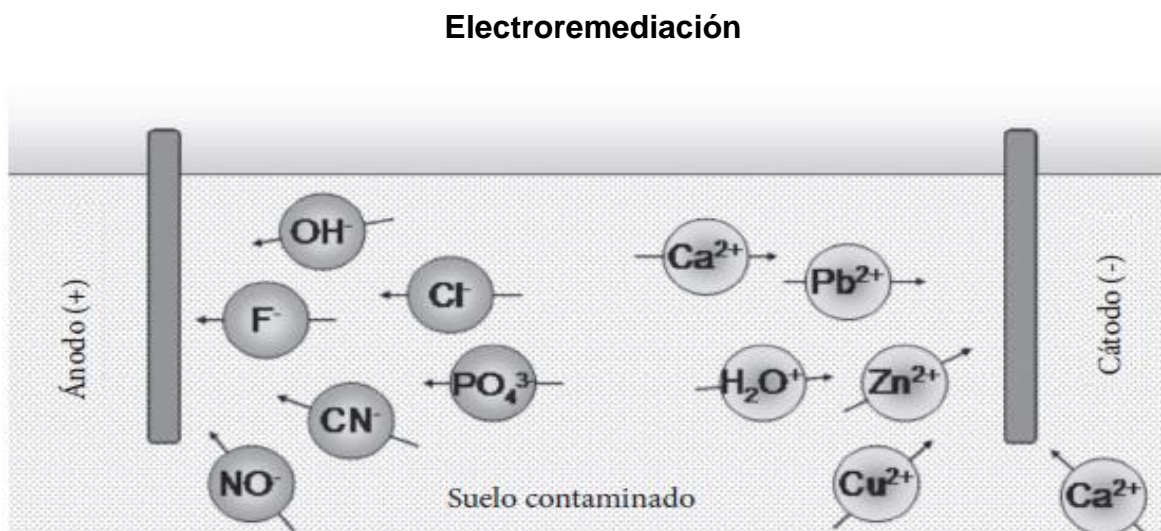 Electroremediación
OH⁻
Ca²⁺
Pb²⁺
Cl⁻
F⁻
Ánodo (+)
Cátodo (-)
PO₄³⁻
H₂O⁺
Zn²⁺
CN⁻
NO⁻
Suelo contaminado
Cu²⁺
Ca²⁺